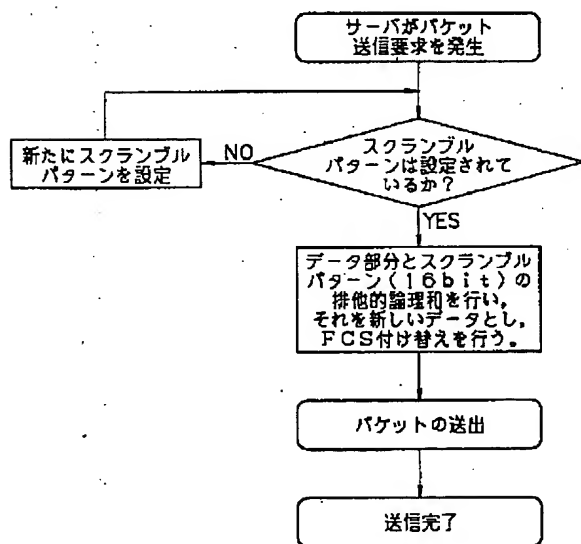 サーバがパケット
送信要求を発生
新たにスクランブル
パターンを設定
NO
スクランブル
パターンは設定されて
いるか？
YES
データ部分とスクランブル
パターン（16bit）の
排他的論理和を行い，
それを新しいデータとし，
FCS付け替えを行う。
パケットの送出
送信完了